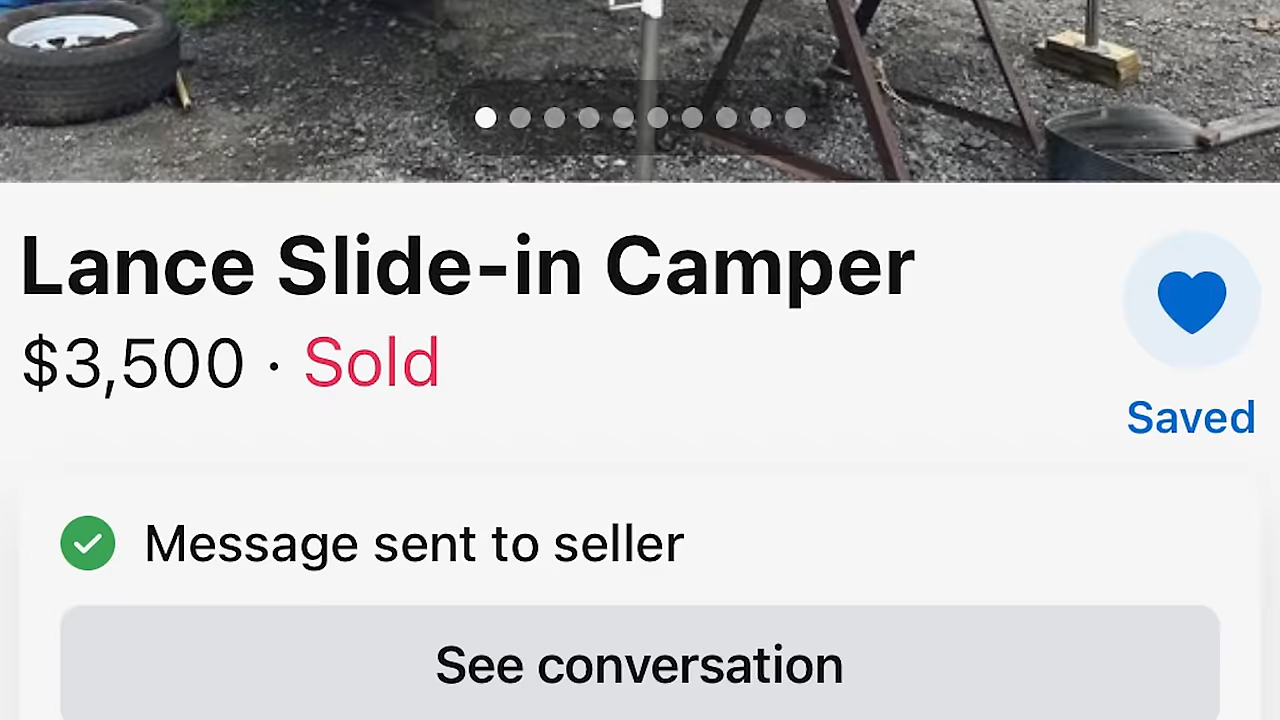 Lance Slide-in Camper
$3,500 · Sold
Saved
Message sent to seller
See conversation